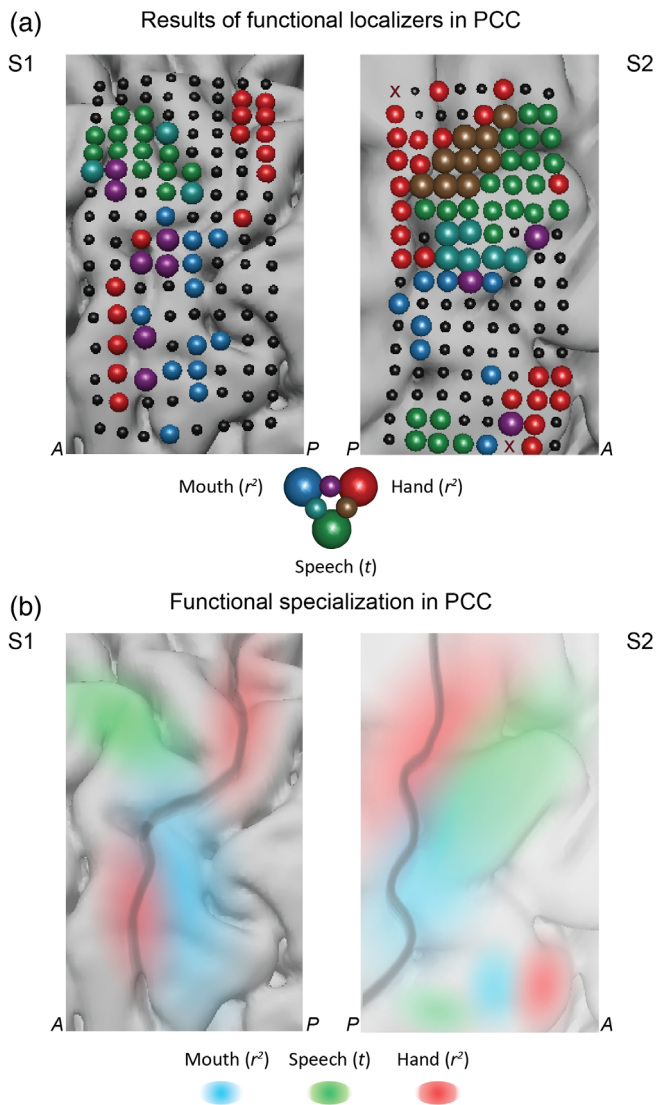 (a) Results of functional localizers in PCC
S1 S2
X
X
A P P A
Mouth (r²) Hand (r²)
Speech (t)
(b) Functional specialization in PCC
S1 S2
A P P A
Mouth (r²) Speech (t) Hand (r²)